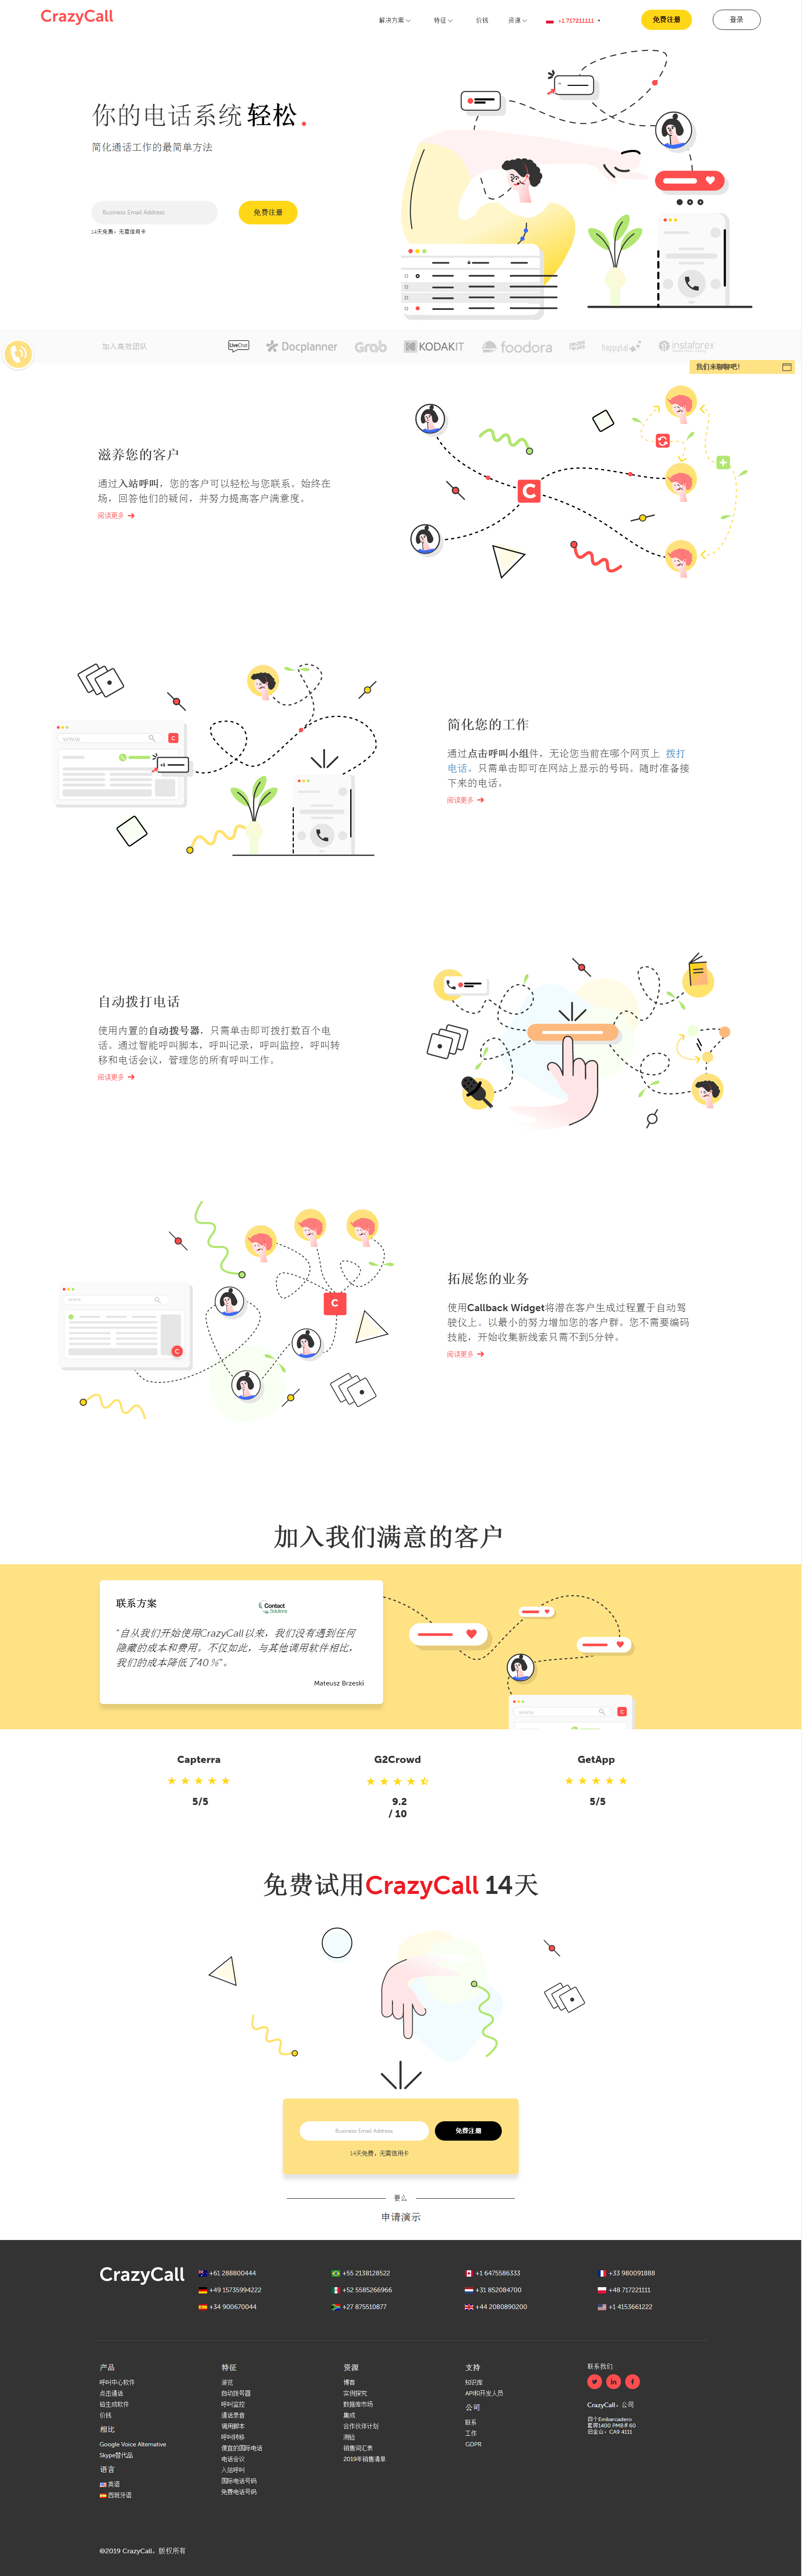 CrazyCall
解决方案
特征
价钱
资源
+1 717211111
免费注册
登录
你的电话系统 轻松.
简化通话工作的最简单方法
Business Email Address
免费注册
14天免费，无需信用卡
加入高效团队
LiveChat
Docplanner
Grab
KODAKIT
foodora
instaforex
我们来聊聊吧!
滋养您的客户
通过入站呼叫，您的客户可以轻松与您联系。始终在
场，回答他们的疑问，并努力提高客户满意度。
阅读更多
C
www
C
简化您的工作
通过点击呼叫小组件，无论您当前在哪个网页上 拨打
电话。只需单击即可在网站上显示的号码。随时准备接
下来的电话。
阅读更多
自动拨打电话
使用内置的自动拨号器，只需单击即可拨打数百个电
话。通过智能呼叫脚本，呼叫记录，呼叫监控，呼叫转
移和电话会议，管理您的所有呼叫工作。
阅读更多
C
www
C
拓展您的业务
使用Callback Widget将潜在客户生成过程置于自动驾
驶仪上。以最小的努力增加您的客户群。您不需要编码
技能，开始收集新线索只需不到5分钟。
阅读更多
加入我们满意的客户
联系方案
Contact
Solutions
“自从我们开始使用CrazyCall以来，我们没有遇到任何
隐藏的成本和费用。不仅如此，与其他调用软件相比，
我们的成本降低了40％”。
Mateusz Brzeski
www
C
Capterra
G2Crowd
GetApp
5/5
9.2
/ 10
5/5
免费试用CrazyCall 14天
Business Email Address
免费注册
14天免费，无需信用卡
要么
申请演示
CrazyCall
+61 288800444
+55 2138128522
+1 6475586333
+33 980091888
+49 15735994222
+52 5585266966
+31 852084700
+48 717221111
+34 900670044
+27 875510877
+44 2080890200
+1 4153661222
产品
呼叫中心软件
点击通话
铅生成软件
价钱
相比
Google Voice Alternative
Skype替代品
语言
英语
西班牙语
特征
游览
自动拨号器
呼叫监控
通话录音
调用脚本
呼叫转移
便宜的国际电话
电话会议
入站呼叫
国际电话号码
免费电话号码
资源
博客
实例探究
数据库市场
集成
合作伙伴计划
测验
销售词汇表
2019年销售清单
支持
知识库
API和开发人员
公司
联系
工作
GDPR
联系我们
CrazyCall，公司
四个Embarcadero
套房1400 PMB＃60
旧金山，CA9 4111
©2019 CrazyCall。版权所有